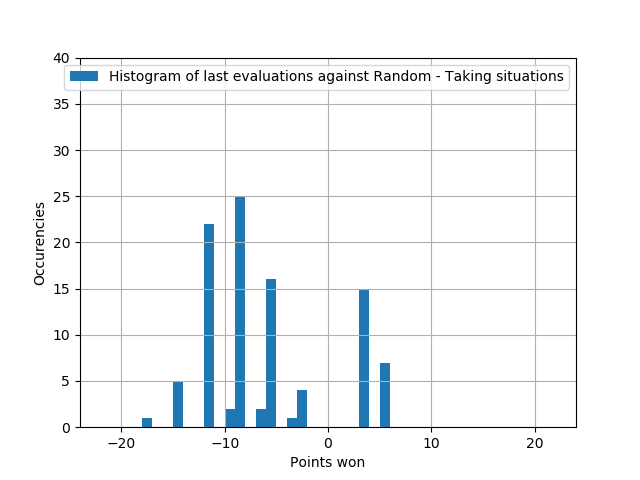 Histogram of last evaluations against Random - Taking situations
40
35
30
25
20
15
10
5
0
Occurencies
−20 −10 0 10 20
Points won